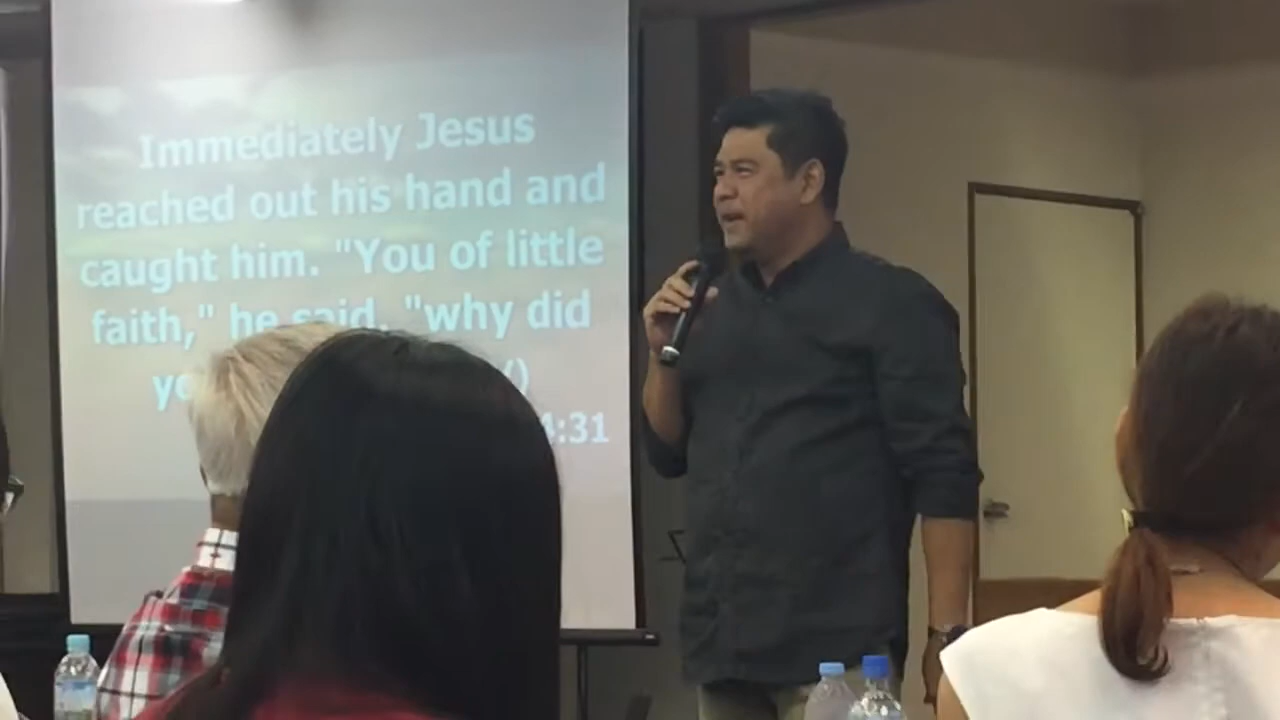 Immediately Jesus
reached out his hand and
caught him. "You of little
faith," he said, "why did
4:31